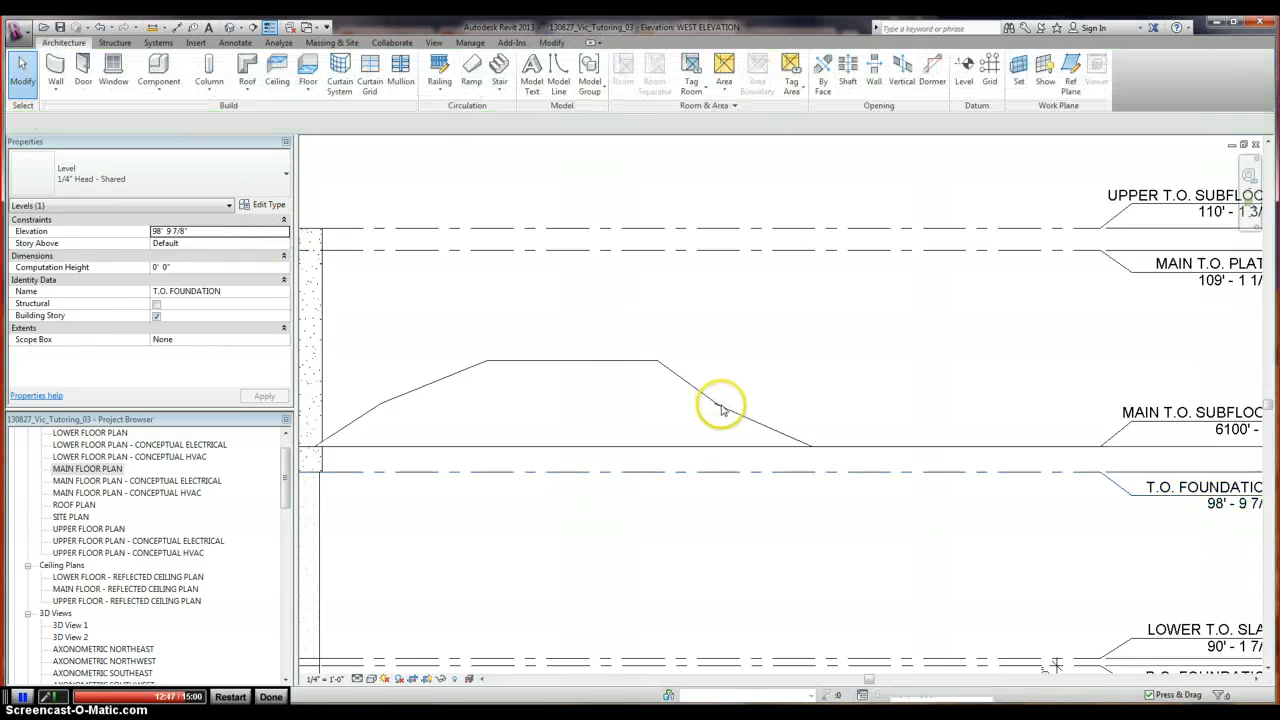 Autodesk Revit 2013 - 130827_Vic_Tutoring_03 - Elevation: WEST ELEVATION
Type a keyword or phrase
Sign In
Architecture Structure Systems Insert Annotate Analyze Massing & Site Collaborate View Manage Add-Ins Modify
Modify Wall Door Window Component Column Roof Ceiling Floor Curtain System Curtain Grid Mullion Railing Ramp Stair Model Text Model Line Model Group Room Room Separator Area Area Boundary Tag Room Tag Area By Face Shaft Wall Vertical Dormer Level Grid Set Show Ref Plane Viewer
Select Build Circulation Model Room & Area Opening Datum Work Plane
Properties
Level
1/4" Head - Shared
Levels (1)
Edit Type
Constraints
Elevation 98' 9 7/8"
Story Above Default
Dimensions
Computation Height 0' 0"
Identity Data
Name T.O. FOUNDATION
Structural
Building Story
Extents
Scope Box None
Properties help
Apply
130827_Vic_Tutoring_03 - Project Browser
LOWER FLOOR PLAN
LOWER FLOOR PLAN - CONCEPTUAL ELECTRICAL
LOWER FLOOR PLAN - CONCEPTUAL HVAC
MAIN FLOOR PLAN
MAIN FLOOR PLAN - CONCEPTUAL ELECTRICAL
MAIN FLOOR PLAN - CONCEPTUAL HVAC
ROOF PLAN
SITE PLAN
UPPER FLOOR PLAN
UPPER FLOOR PLAN - CONCEPTUAL ELECTRICAL
UPPER FLOOR PLAN - CONCEPTUAL HVAC
Ceiling Plans
LOWER FLOOR - REFLECTED CEILING PLAN
MAIN FLOOR - REFLECTED CEILING PLAN
UPPER FLOOR - REFLECTED CEILING PLAN
3D Views
3D View 1
3D View 2
AXONOMETRIC NORTHEAST
AXONOMETRIC NORTHWEST
AXONOMETRIC SOUTHEAST
UPPER T.O. SUBFLOO
110' - 1 3/
MAIN T.O. PLAT
109' - 1 1/
MAIN T.O. SUBFLOO
6100' -
T.O. FOUNDATIO
98' - 9 7/
LOWER T.O. SLA
90' - 1 7/
1/4" = 1'-0"
:0
Press & Drag
:0
12:47 / 15:00 Restart Done
Screencast-O-Matic.com